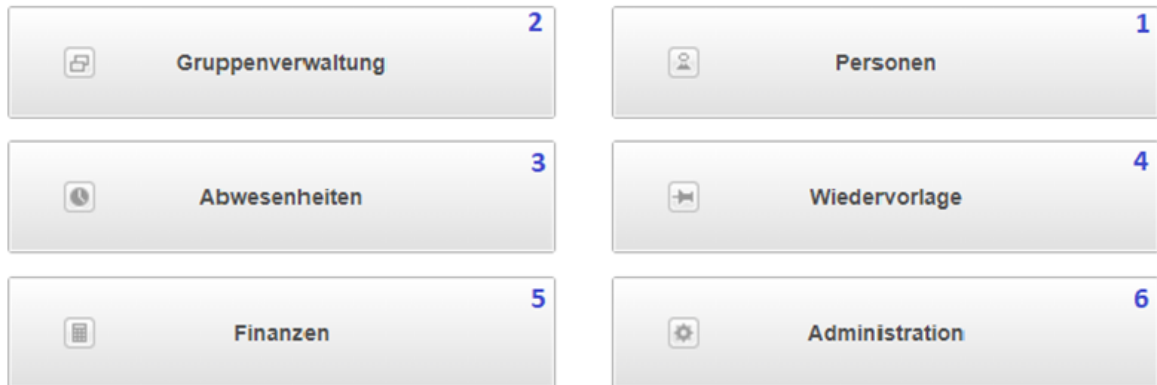 2
Gruppenverwaltung
1
Personen
3
Abwesenheiten
4
Wiedervorlage
5
Finanzen
6
Administration